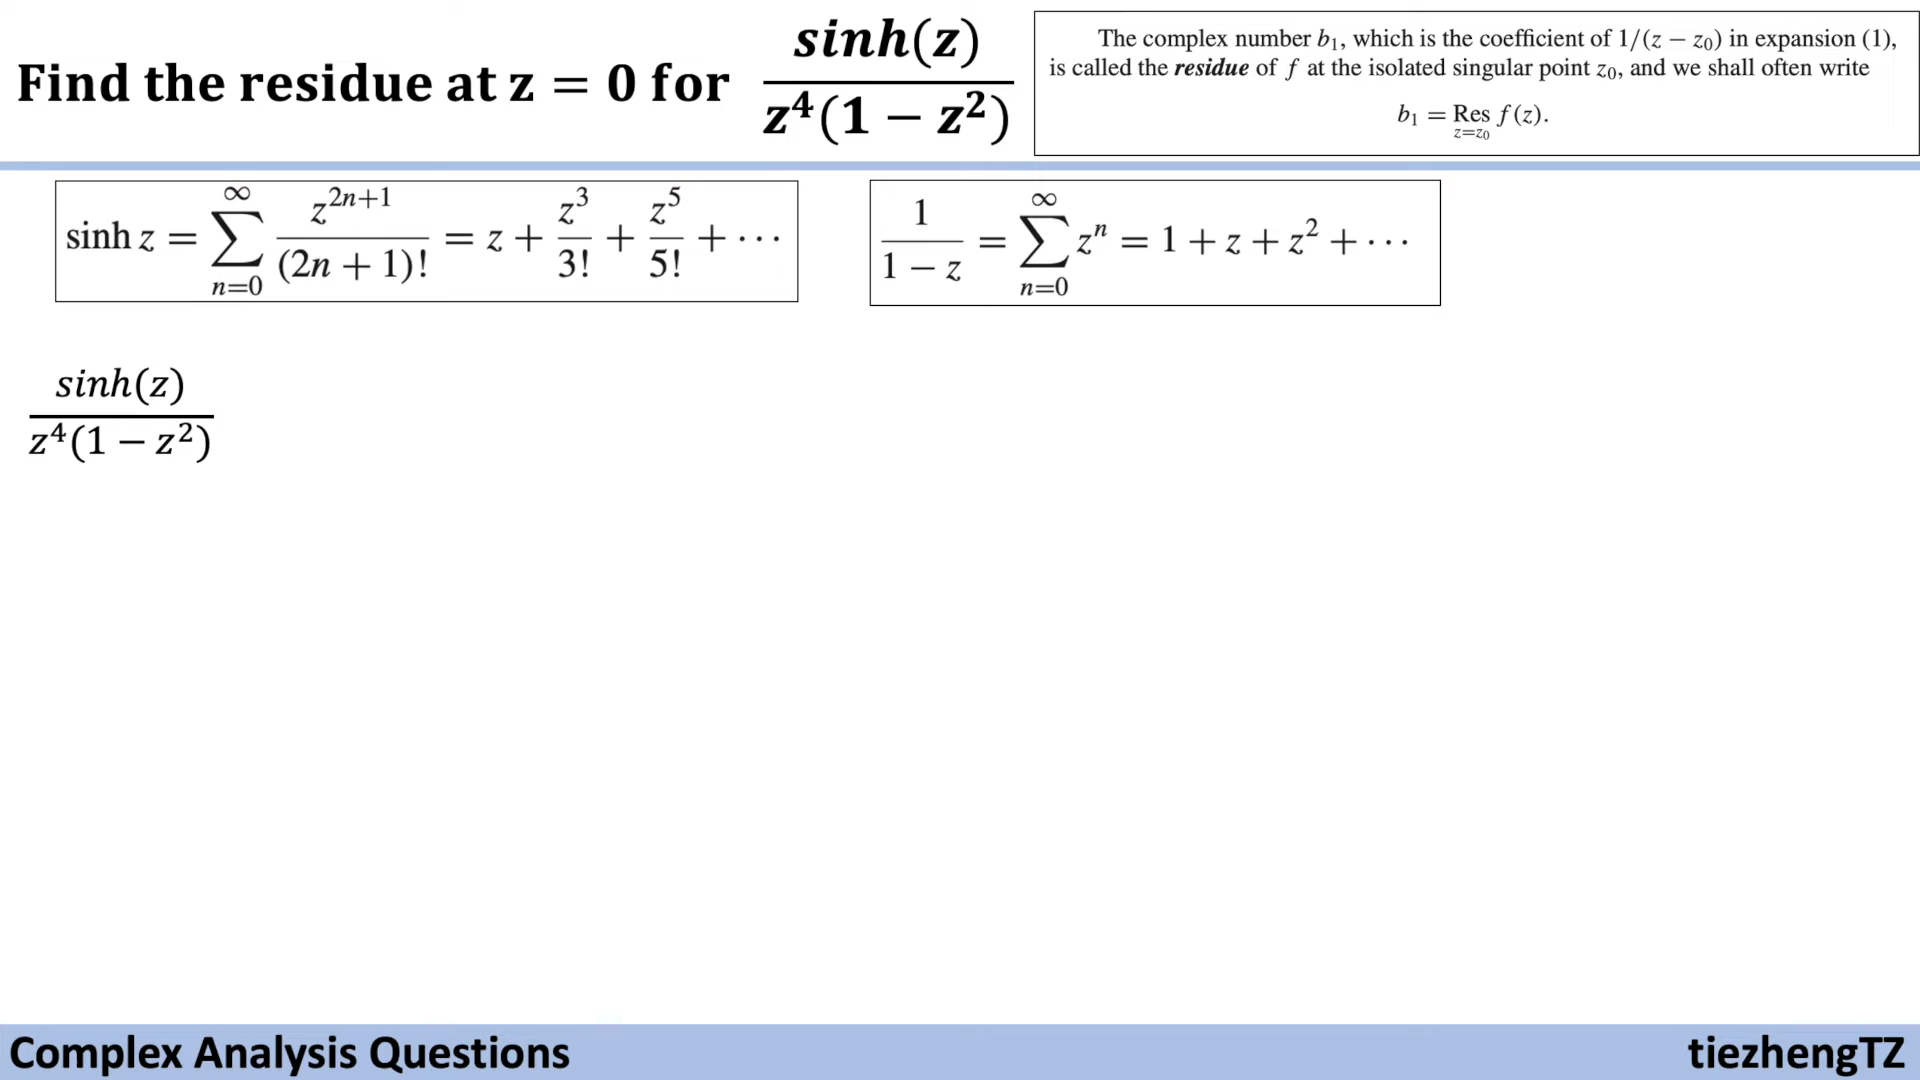 Find the residue at z = 0 for sinh(z) / z⁴(1 − z²)
The complex number b₁, which is the coefficient of 1/(z − z₀) in expansion (1),
is called the residue of f at the isolated singular point z₀, and we shall often write
b₁ = Res f(z).
z=z₀
sinh z = ∑_{n=0}^{∞} z^{2n+1} / (2n + 1)! = z + z³/3! + z⁵/5! + ⋯
1/(1 − z) = ∑_{n=0}^{∞} zⁿ = 1 + z + z² + ⋯
sinh(z)
z⁴(1 − z²)
Complex Analysis Questions
tiezhengTZ